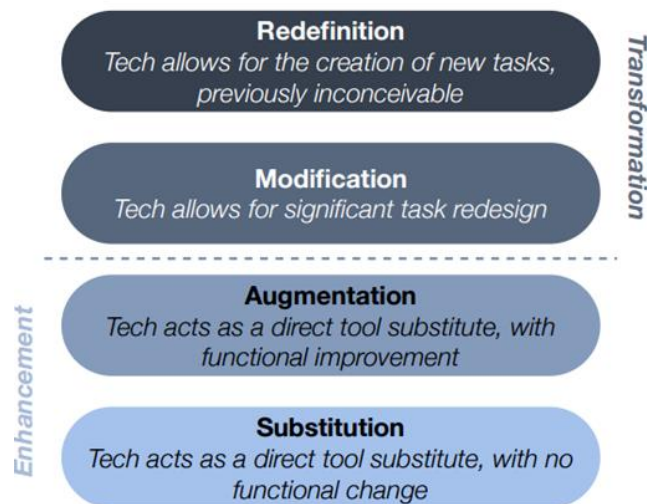 Redefinition
Tech allows for the creation of new tasks,
previously inconceivable
Transformation
Modification
Tech allows for significant task redesign
Enhancement
Augmentation
Tech acts as a direct tool substitute, with
functional improvement
Substitution
Tech acts as a direct tool substitute, with no
functional change